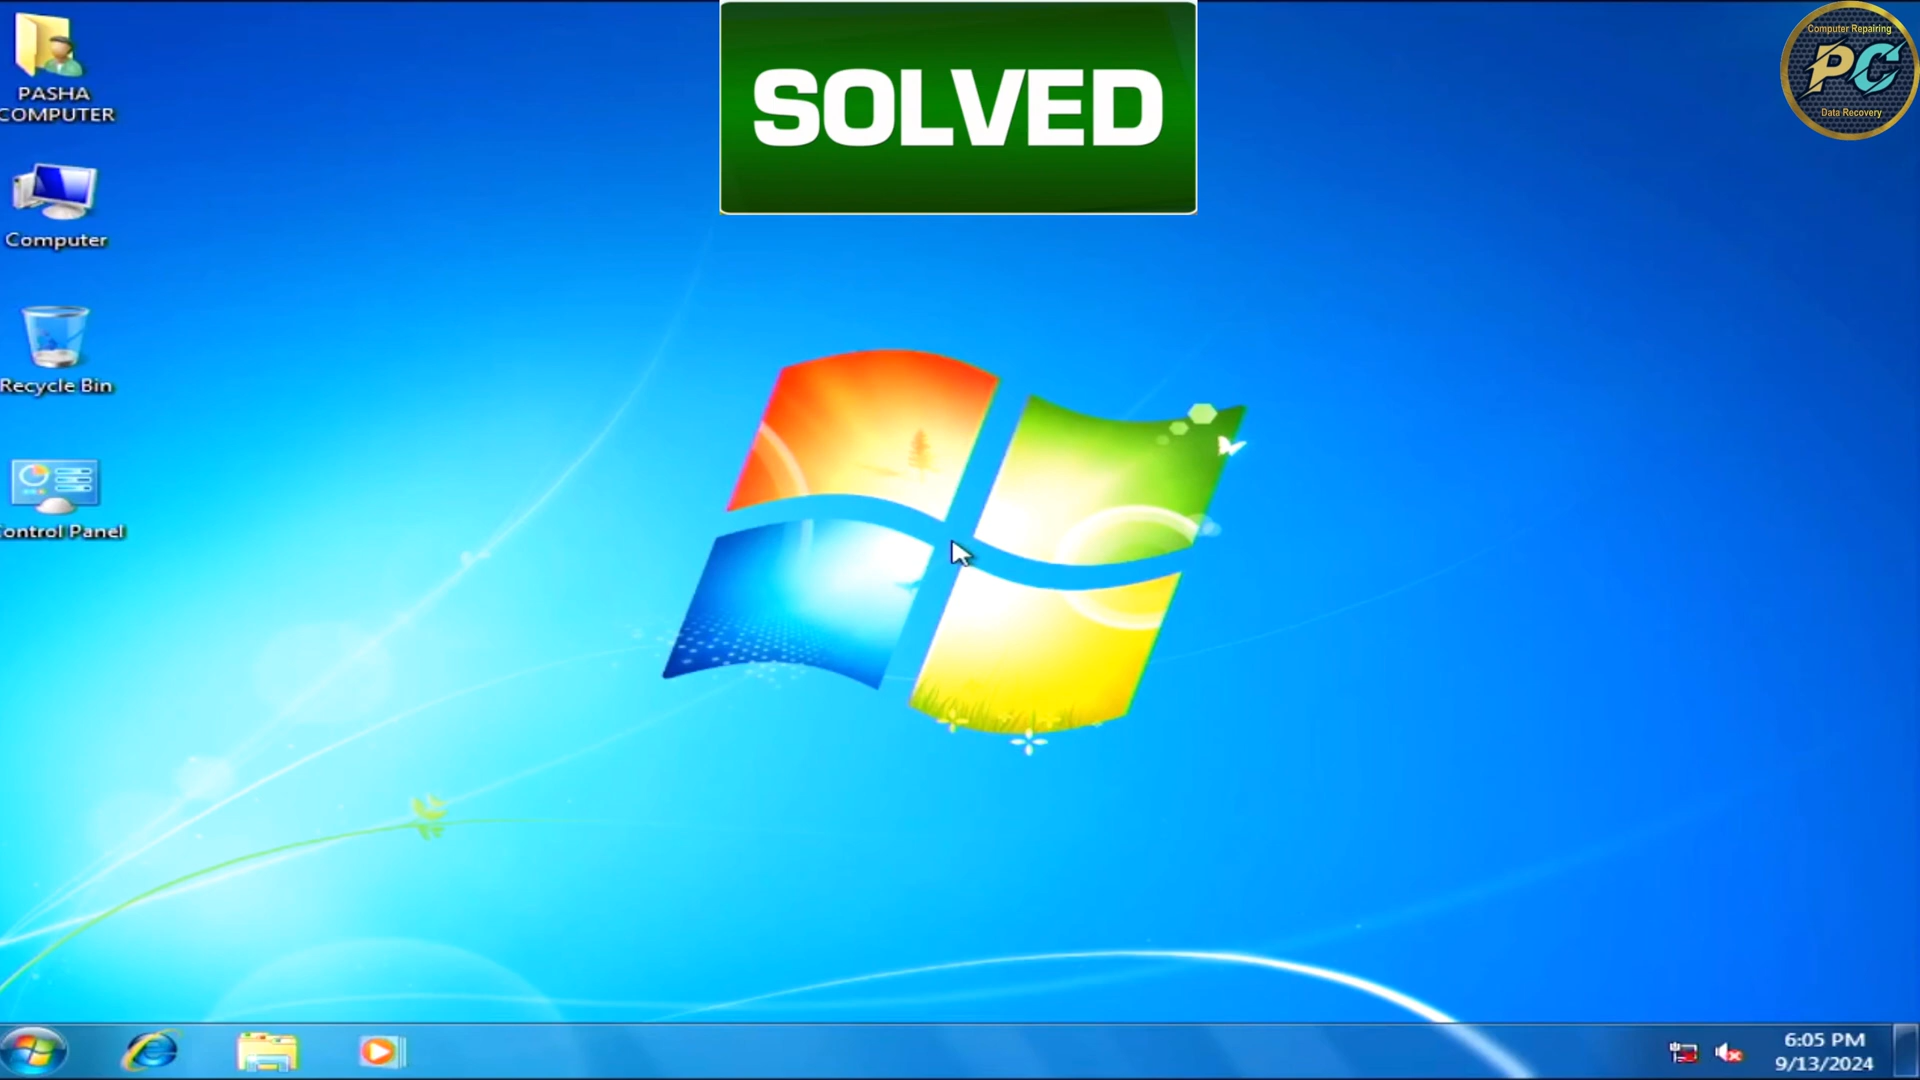 SOLVED
Computer Repairing
PC
Data Recovery
PASHA
COMPUTER
Computer
Recycle Bin
ontrol Panel
6:05 PM
9/13/2024